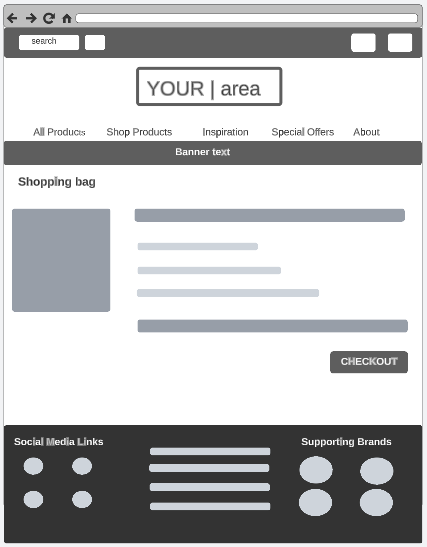 search
YOUR | area
All Products Shop Products Inspiration Special Offers About
Banner text
Shopping bag
CHECKOUT
Social Media Links Supporting Brands